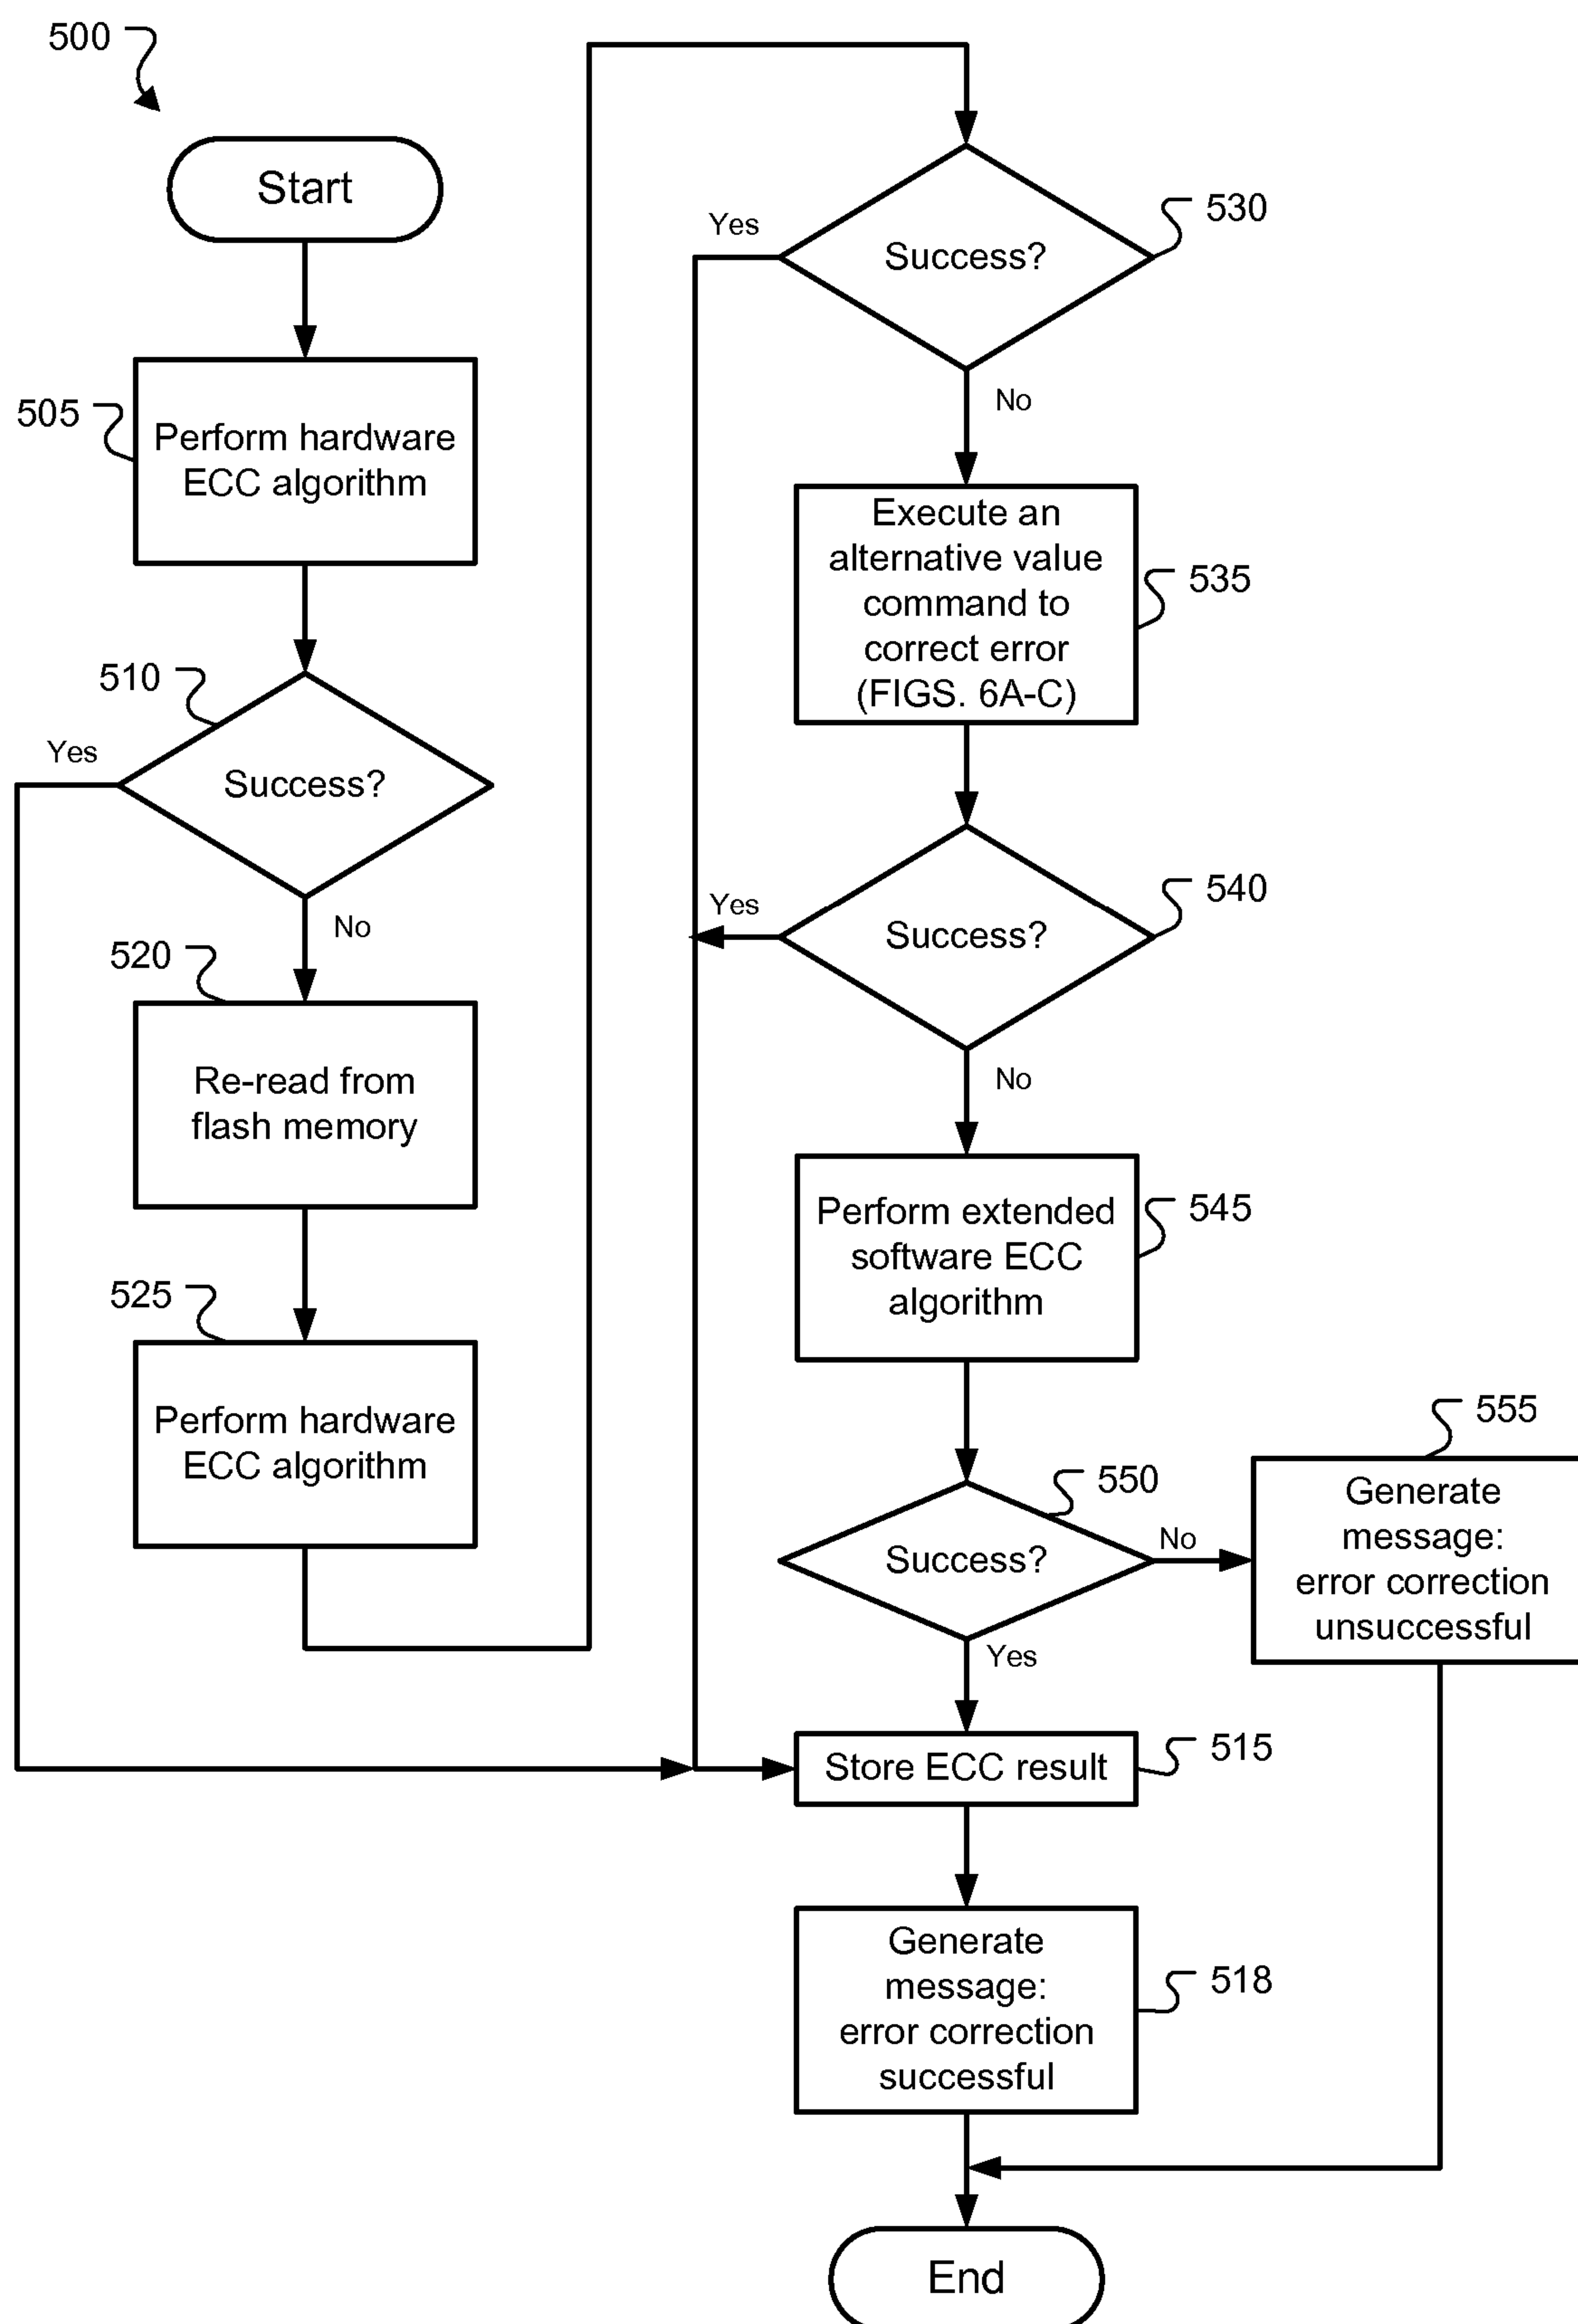 500
Start
505
Perform hardware
ECC algorithm
510
Yes
Success?
No
520
Re-read from
flash memory
525
Perform hardware
ECC algorithm
530
Yes
Success?
No
Execute an
alternative value
command to
correct error
(FIGS. 6A-C)
535
540
Yes
Success?
No
Perform extended
software ECC
algorithm
545
550
Success?
No
Yes
555
Generate
message:
error correction
unsuccessful
Store ECC result
515
Generate
message:
error correction
successful
518
End